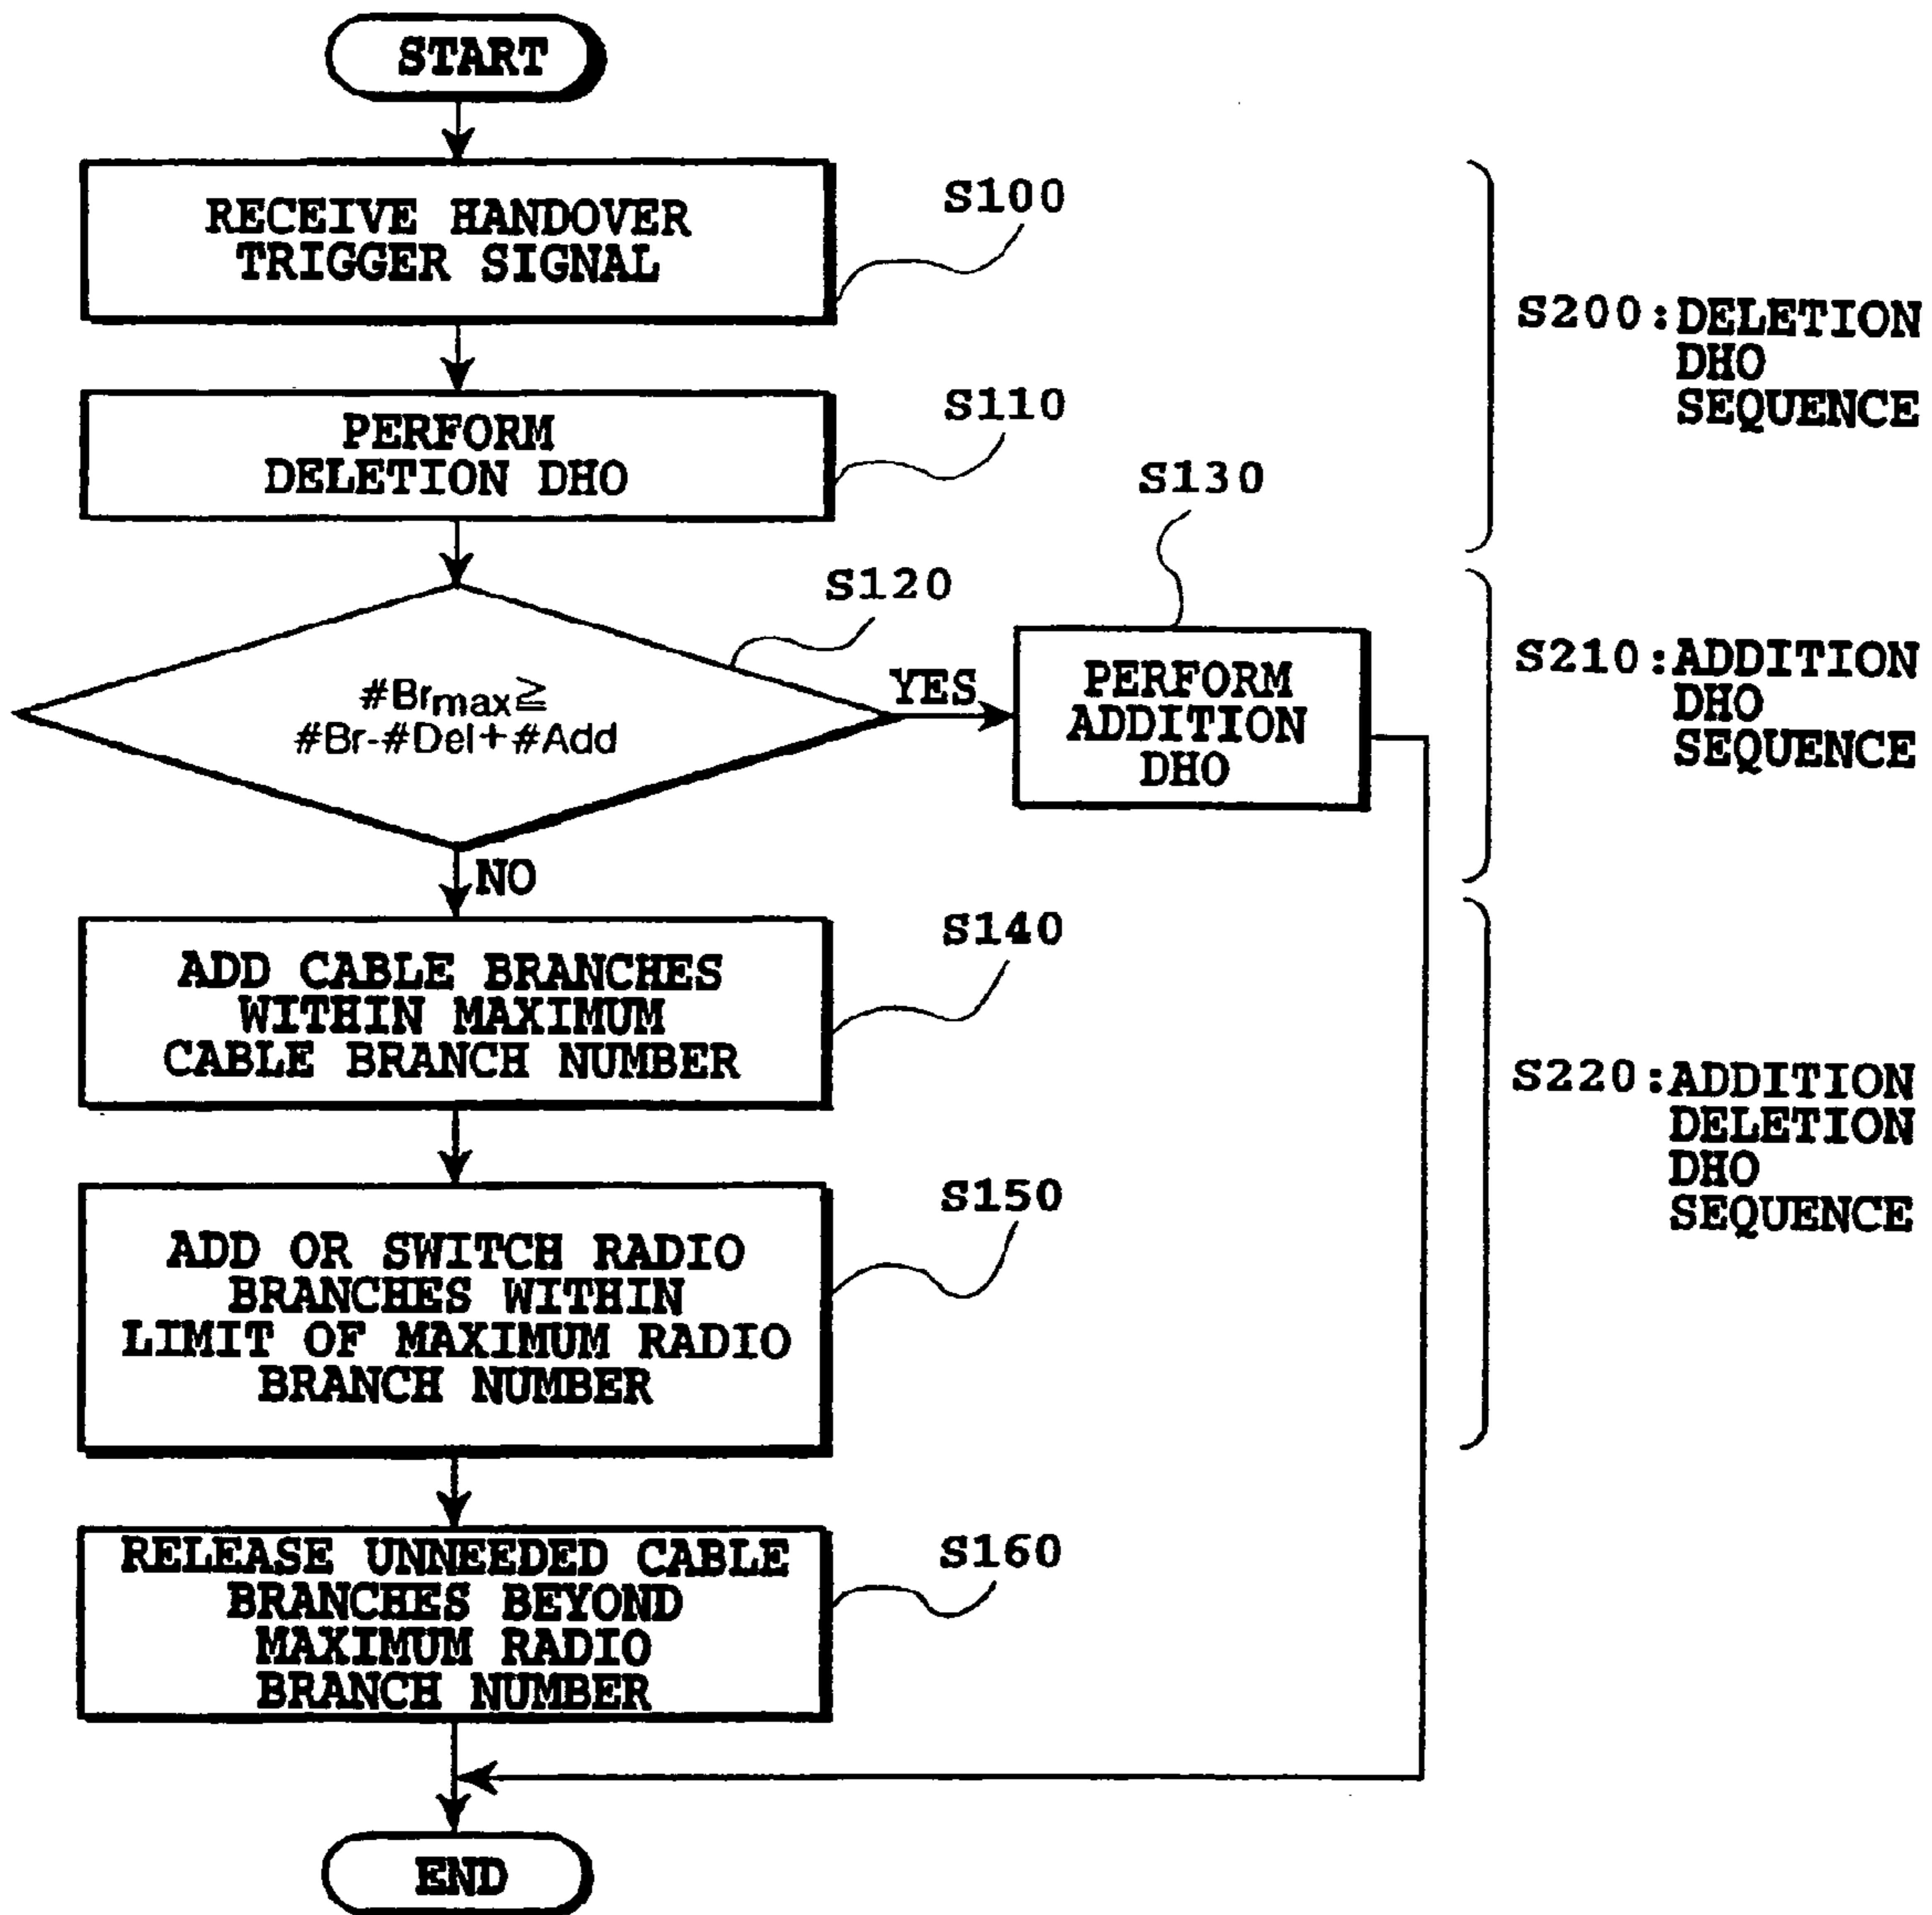 START
RECEIVE HANDOVER
TRIGGER SIGNAL
S100
S200:DELETION
DHO
SEQUENCE
PERFORM
DELETION DHO
S110
S120
#Brmax≧
#Br-#Del+#Add
YES
S130
PERFORM
ADDITION
DHO
S210:ADDITION
DHO
SEQUENCE
NO
ADD CABLE BRANCHES
WITHIN MAXIMUM
CABLE BRANCH NUMBER
S140
S220:ADDITION
DELETION
DHO
SEQUENCE
ADD OR SWITCH RADIO
BRANCHES WITHIN
LIMIT OF MAXIMUM RADIO
BRANCH NUMBER
S150
RELEASE UNNEEDED CABLE
BRANCHES BEYOND
MAXIMUM RADIO
BRANCH NUMBER
S160
END